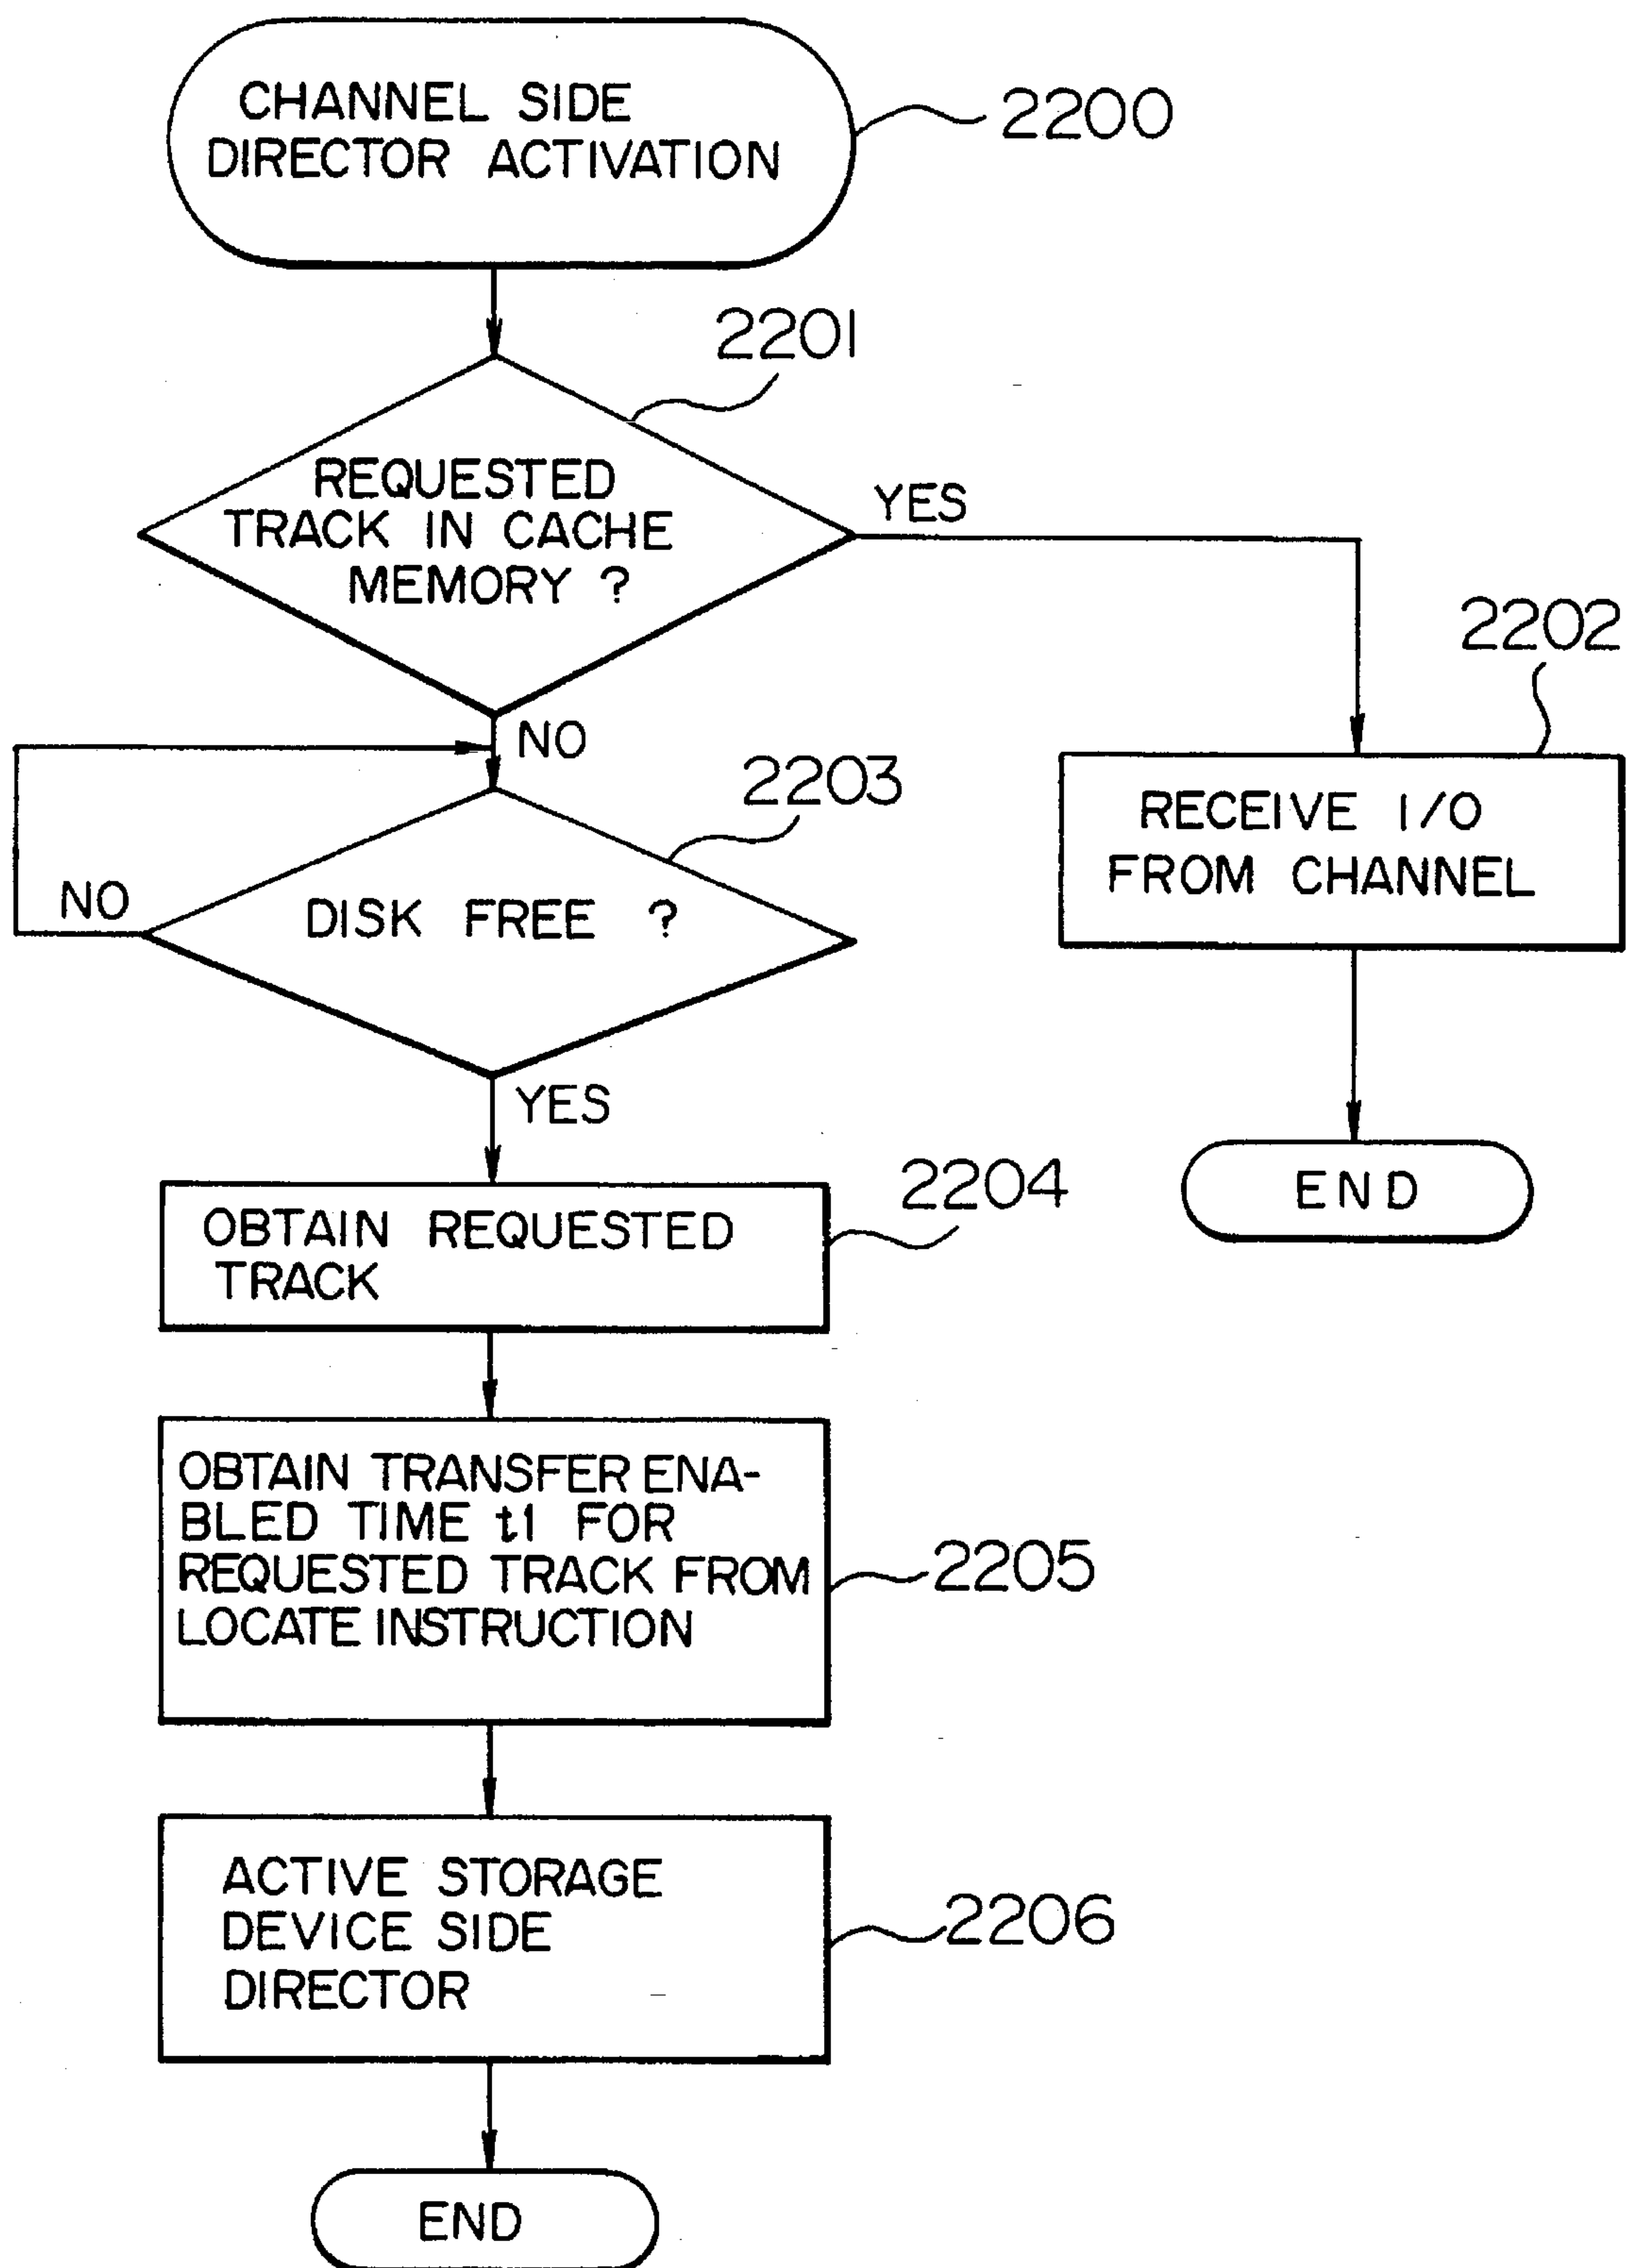 CHANNEL SIDE
DIRECTOR ACTIVATION
2200
2201
REQUESTED
TRACK IN CACHE
MEMORY ?
YES
2202
RECEIVE I/O
FROM CHANNEL
END
NO
2203
NO
DISK FREE ?
YES
2204
OBTAIN REQUESTED
TRACK
OBTAIN TRANSFER ENA-
BLED TIME t1 FOR
REQUESTED TRACK FROM
LOCATE INSTRUCTION
2205
ACTIVE STORAGE
DEVICE SIDE
DIRECTOR
2206
END